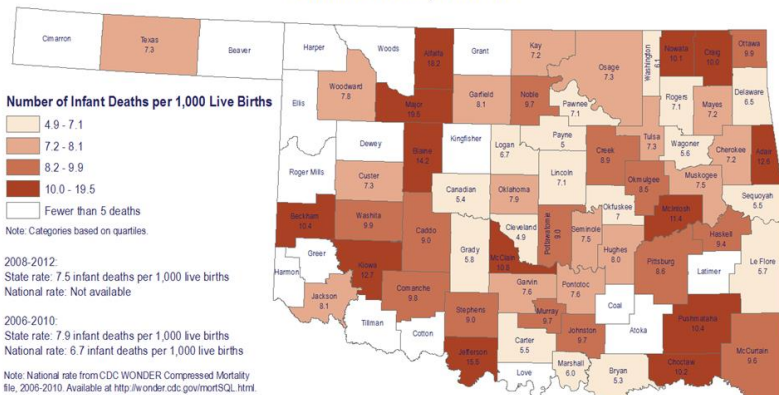 Cimarron
Texas
7.3
Beaver
Harper
Woods
Alfalfa
18.2
Grant
Kay
7.2
Osage
7.3
Washington
6.1
Nowata
10.1
Craig
10.0
Ottawa
9.9
Ellis
Woodward
7.8
Major
19.5
Garfield
8.1
Noble
9.7
Pawnee
7.1
Rogers
7.1
Mayes
7.2
Delaware
6.5
Number of Infant Deaths per 1,000 Live Births
4.9 - 7.1
7.2 - 8.1
8.2 - 9.9
10.0 - 19.5
Fewer than 5 deaths
Note: Categories based on quartiles.
Dewey
Blaine
14.2
Kingfisher
Logan
6.7
Payne
5
Creek
8.9
Tulsa
7.3
Wagoner
5.6
Cherokee
7.2
Adair
Roger Mills
Custer
7.3
Canadian
5.4
Oklahoma
7.9
Lincoln
7.1
Okfuskee
7
Okmulgee
8.5
Muskogee
7.5
Sequoyah
5.5
Beckham
10.4
Washita
9.9
Caddo
9.0
Grady
5.8
Cleveland
4.9
Pottawatomie
9.0
Seminole
7.5
Hughes
8.0
McIntosh
11.4
Haskell
9.4
Le Flore
5.7
Greer
Harmon
Kiowa
12.7
McClain
Pittsburg
8.6
Latimer
Jackson
8.1
Comanche
9.8
Stephens
9.0
Garvin
7.6
Pontotoc
7.6
Coal
Tillman
Cotton
Murray
9.7
Johnston
9.7
Atoka
Pushmataha
10.4
Jefferson
15.5
Carter
5.5
Love
Marshall
6.0
Bryan
5.3
Choctaw
10.2
McCurtain
9.6
2008-2012:
State rate: 7.5 infant deaths per 1,000 live births
National rate: Not available
2006-2010:
State rate: 7.9 infant deaths per 1,000 live births
National rate: 6.7 infant deaths per 1,000 live births
Note: National rate from CDC WONDER Compressed Mortality
file, 2006-2010. Available at http://wonder.cdc.gov/mortSQL.html.